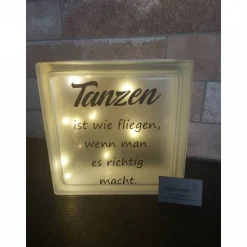 Tanzen
ist wie fliegen,
wenn man
es richtig
macht.